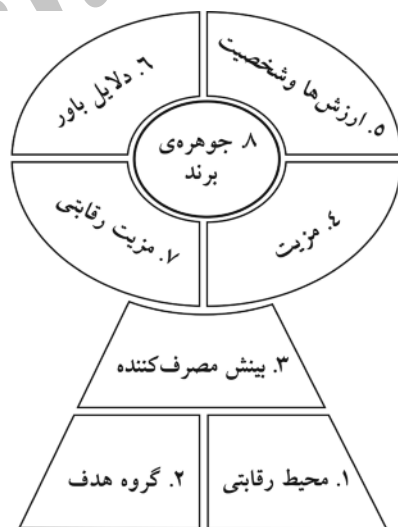 ۱. محیط رقابتی
۲. گروه هدف
۳. بینش مصرف‌کننده
۴. مزیت
۵. ارزش‌ها وشخصیت
۶. دلایل باور
۷. مزیت رقابتی
۸. جوهره‌ی
برند